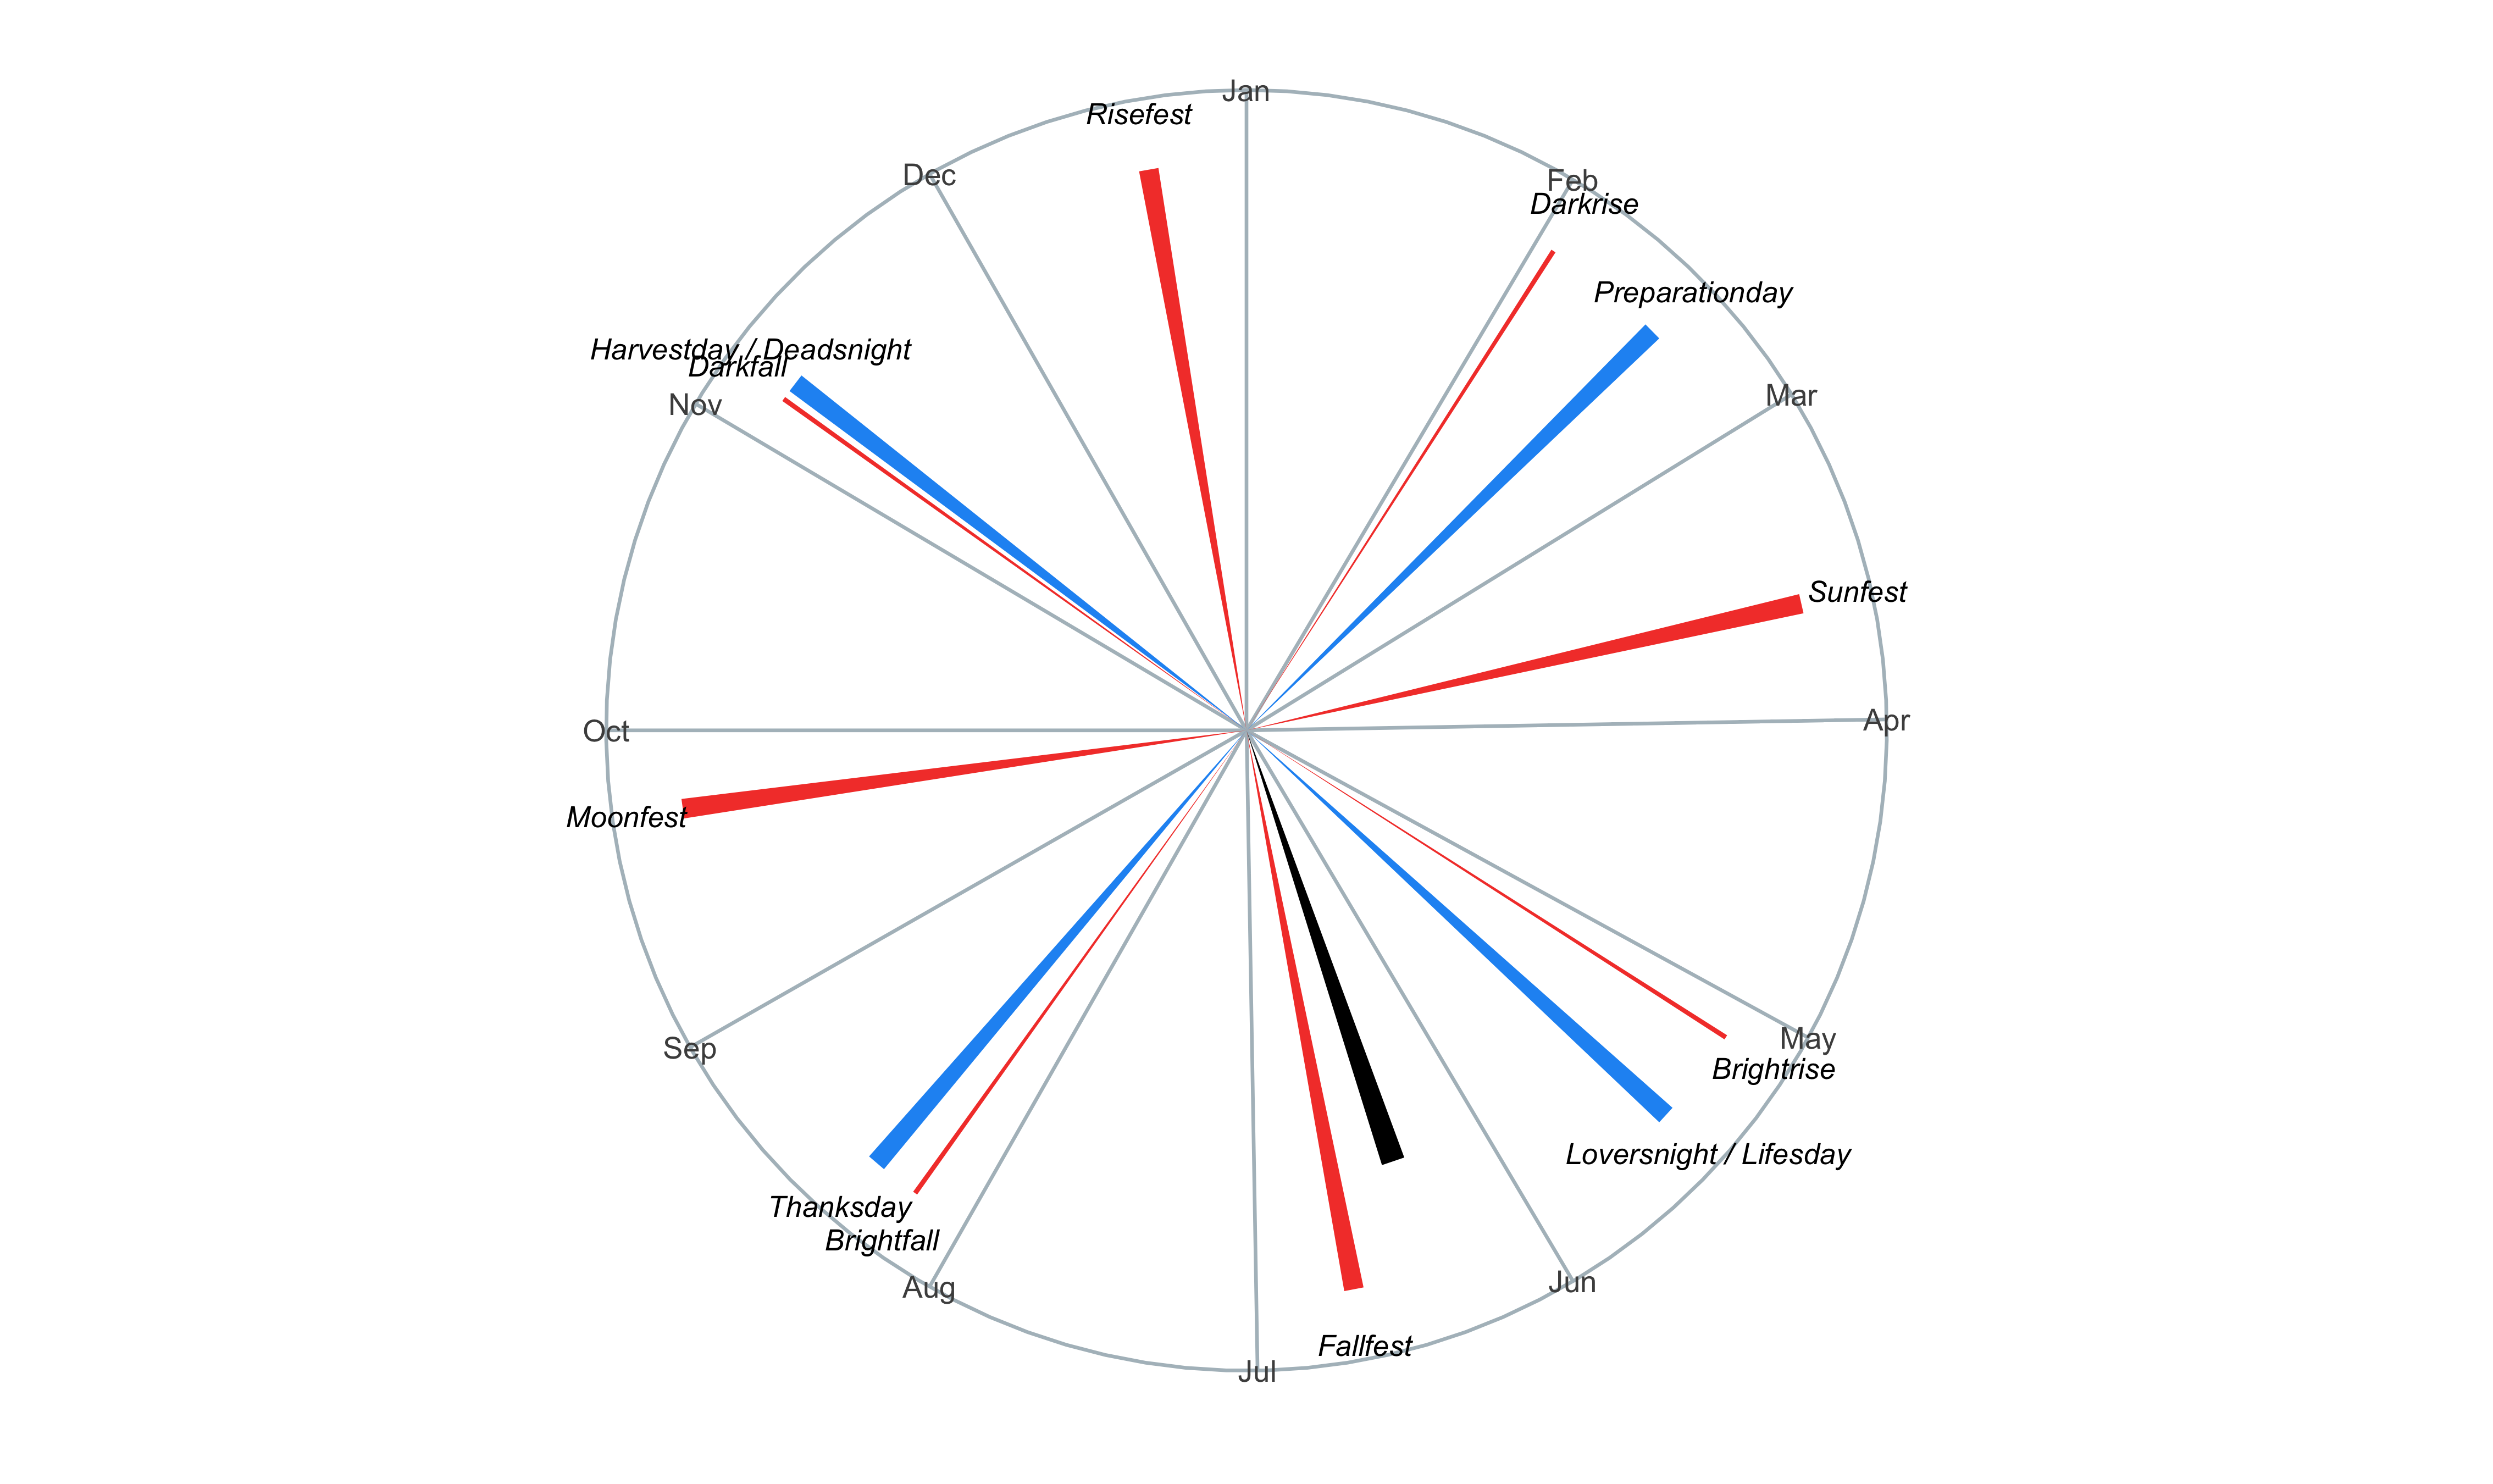 Jan
Risefest
Dec
Feb
Darkrise
Preparationday
Harvestday / Deadsnight
Darkfall
Mar
Nov
Sunfest
Apr
Oct
Moonfest
May
Sep
Brightrise
Loversnight / Lifesday
Thanksday
Brightfall
Jun
Aug
Fallfest
Jul